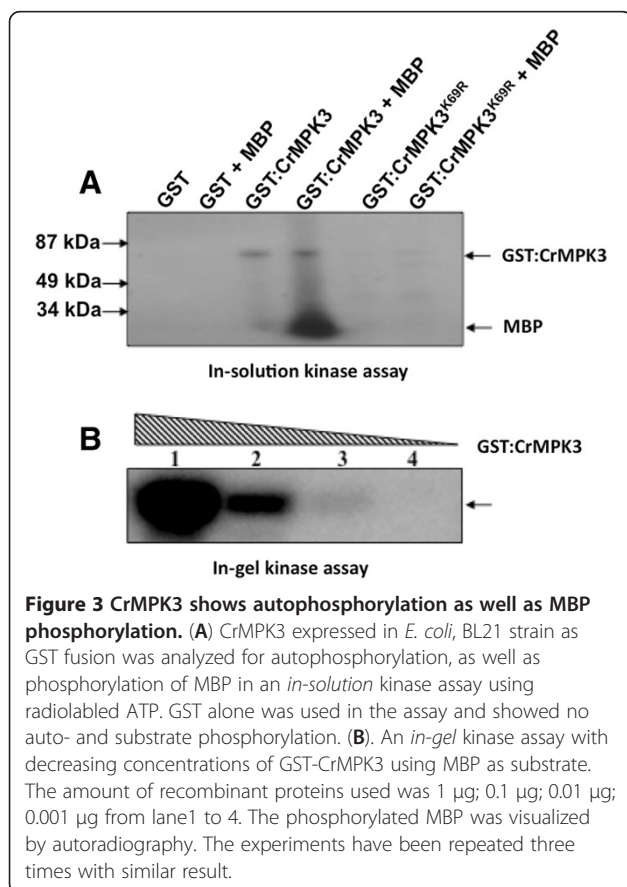 GST
GST + MBP
GST:CrMPK3
GST:CrMPK3 + MBP
GST:CrMPK3K69R
GST:CrMPK3K69R + MBP
A
87 kDa
49 kDa
34 kDa
GST:CrMPK3
MBP
In-solution kinase assay
B
GST:CrMPK3
1 2 3 4
In-gel kinase assay
Figure 3 CrMPK3 shows autophosphorylation as well as MBP
phosphorylation. (A) CrMPK3 expressed in E. coli, BL21 strain as
GST fusion was analyzed for autophosphorylation, as well as
phosphorylation of MBP in an in-solution kinase assay using
radiolabled ATP. GST alone was used in the assay and showed no
auto- and substrate phosphorylation. (B). An in-gel kinase assay with
decreasing concentrations of GST-CrMPK3 using MBP as substrate.
The amount of recombinant proteins used was 1 μg; 0.1 μg; 0.01 μg;
0.001 μg from lane1 to 4. The phosphorylated MBP was visualized
by autoradiography. The experiments have been repeated three
times with similar result.